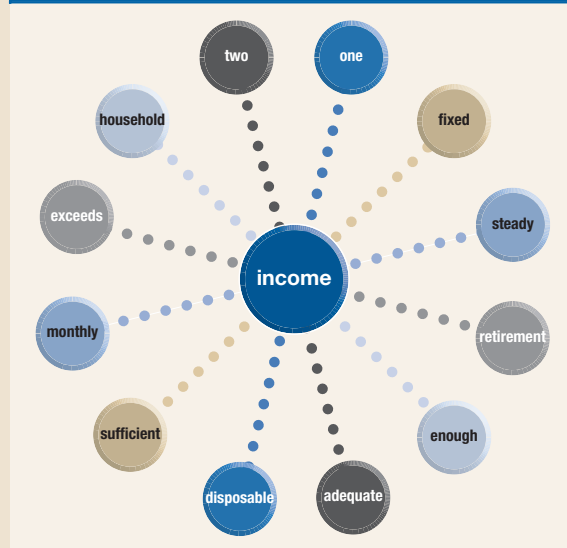 two
one
household
fixed
exceeds
steady
income
monthly
retirement
sufficient
enough
disposable
adequate